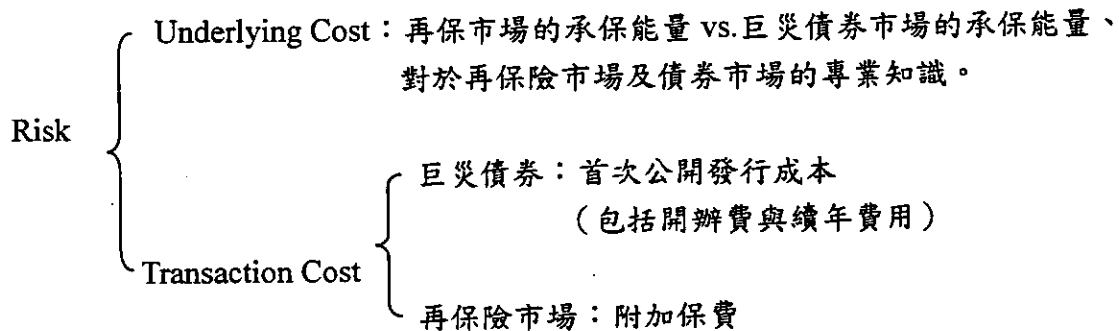 Underlying Cost：再保市場的承保能量 vs.巨災債券市場的承保能量、
對於再保險市場及債券市場的專業知識。
Risk
巨災債券：首次公開發行成本
（包括開辦費與續年費用）
Transaction Cost
再保險市場：附加保費